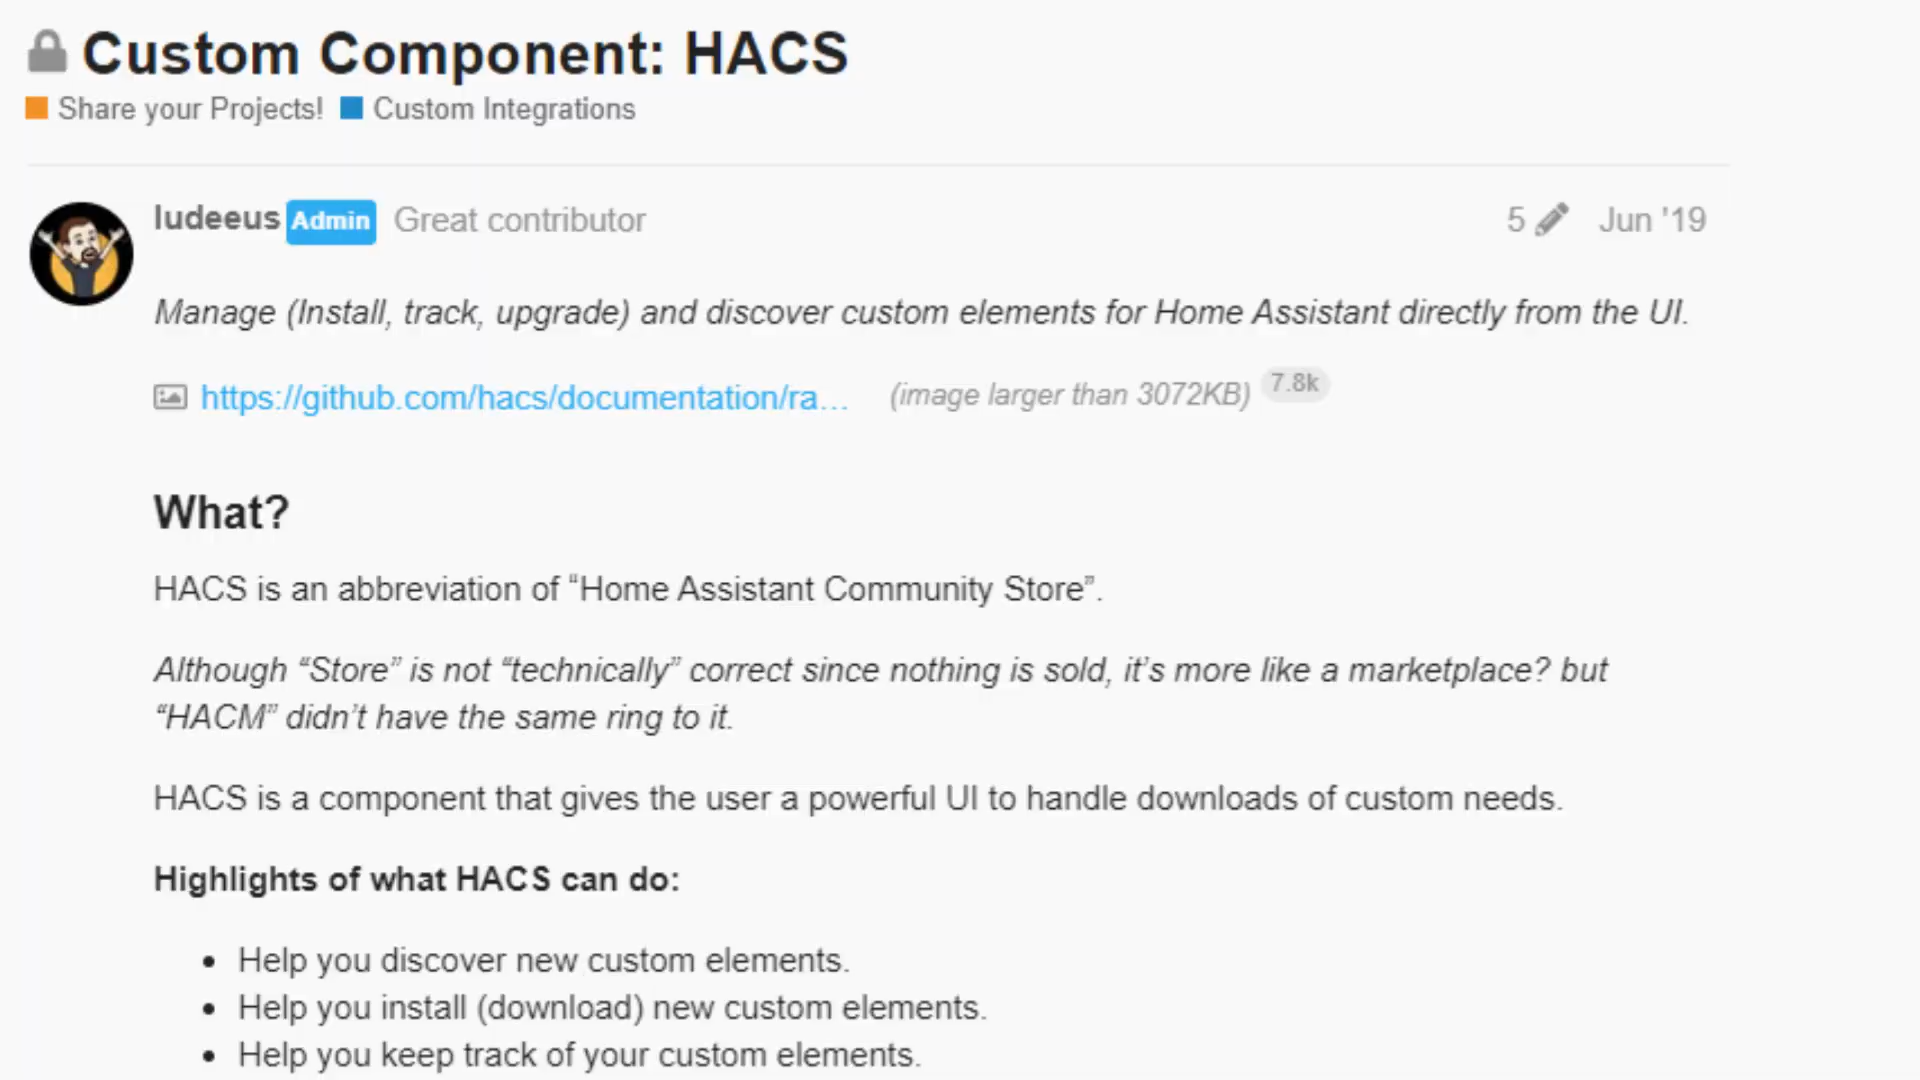 Custom Component: HACS
Share your Projects! Custom Integrations
ludeeus Admin Great contributor 5 Jun '19
Manage (Install, track, upgrade) and discover custom elements for Home Assistant directly from the UI.
https://github.com/hacs/documentation/ra... (image larger than 3072KB) 7.8k
What?
HACS is an abbreviation of “Home Assistant Community Store”.
Although “Store” is not “technically” correct since nothing is sold, it’s more like a marketplace? but
“HACM” didn’t have the same ring to it.
HACS is a component that gives the user a powerful UI to handle downloads of custom needs.
Highlights of what HACS can do:
• Help you discover new custom elements.
• Help you install (download) new custom elements.
• Help you keep track of your custom elements.